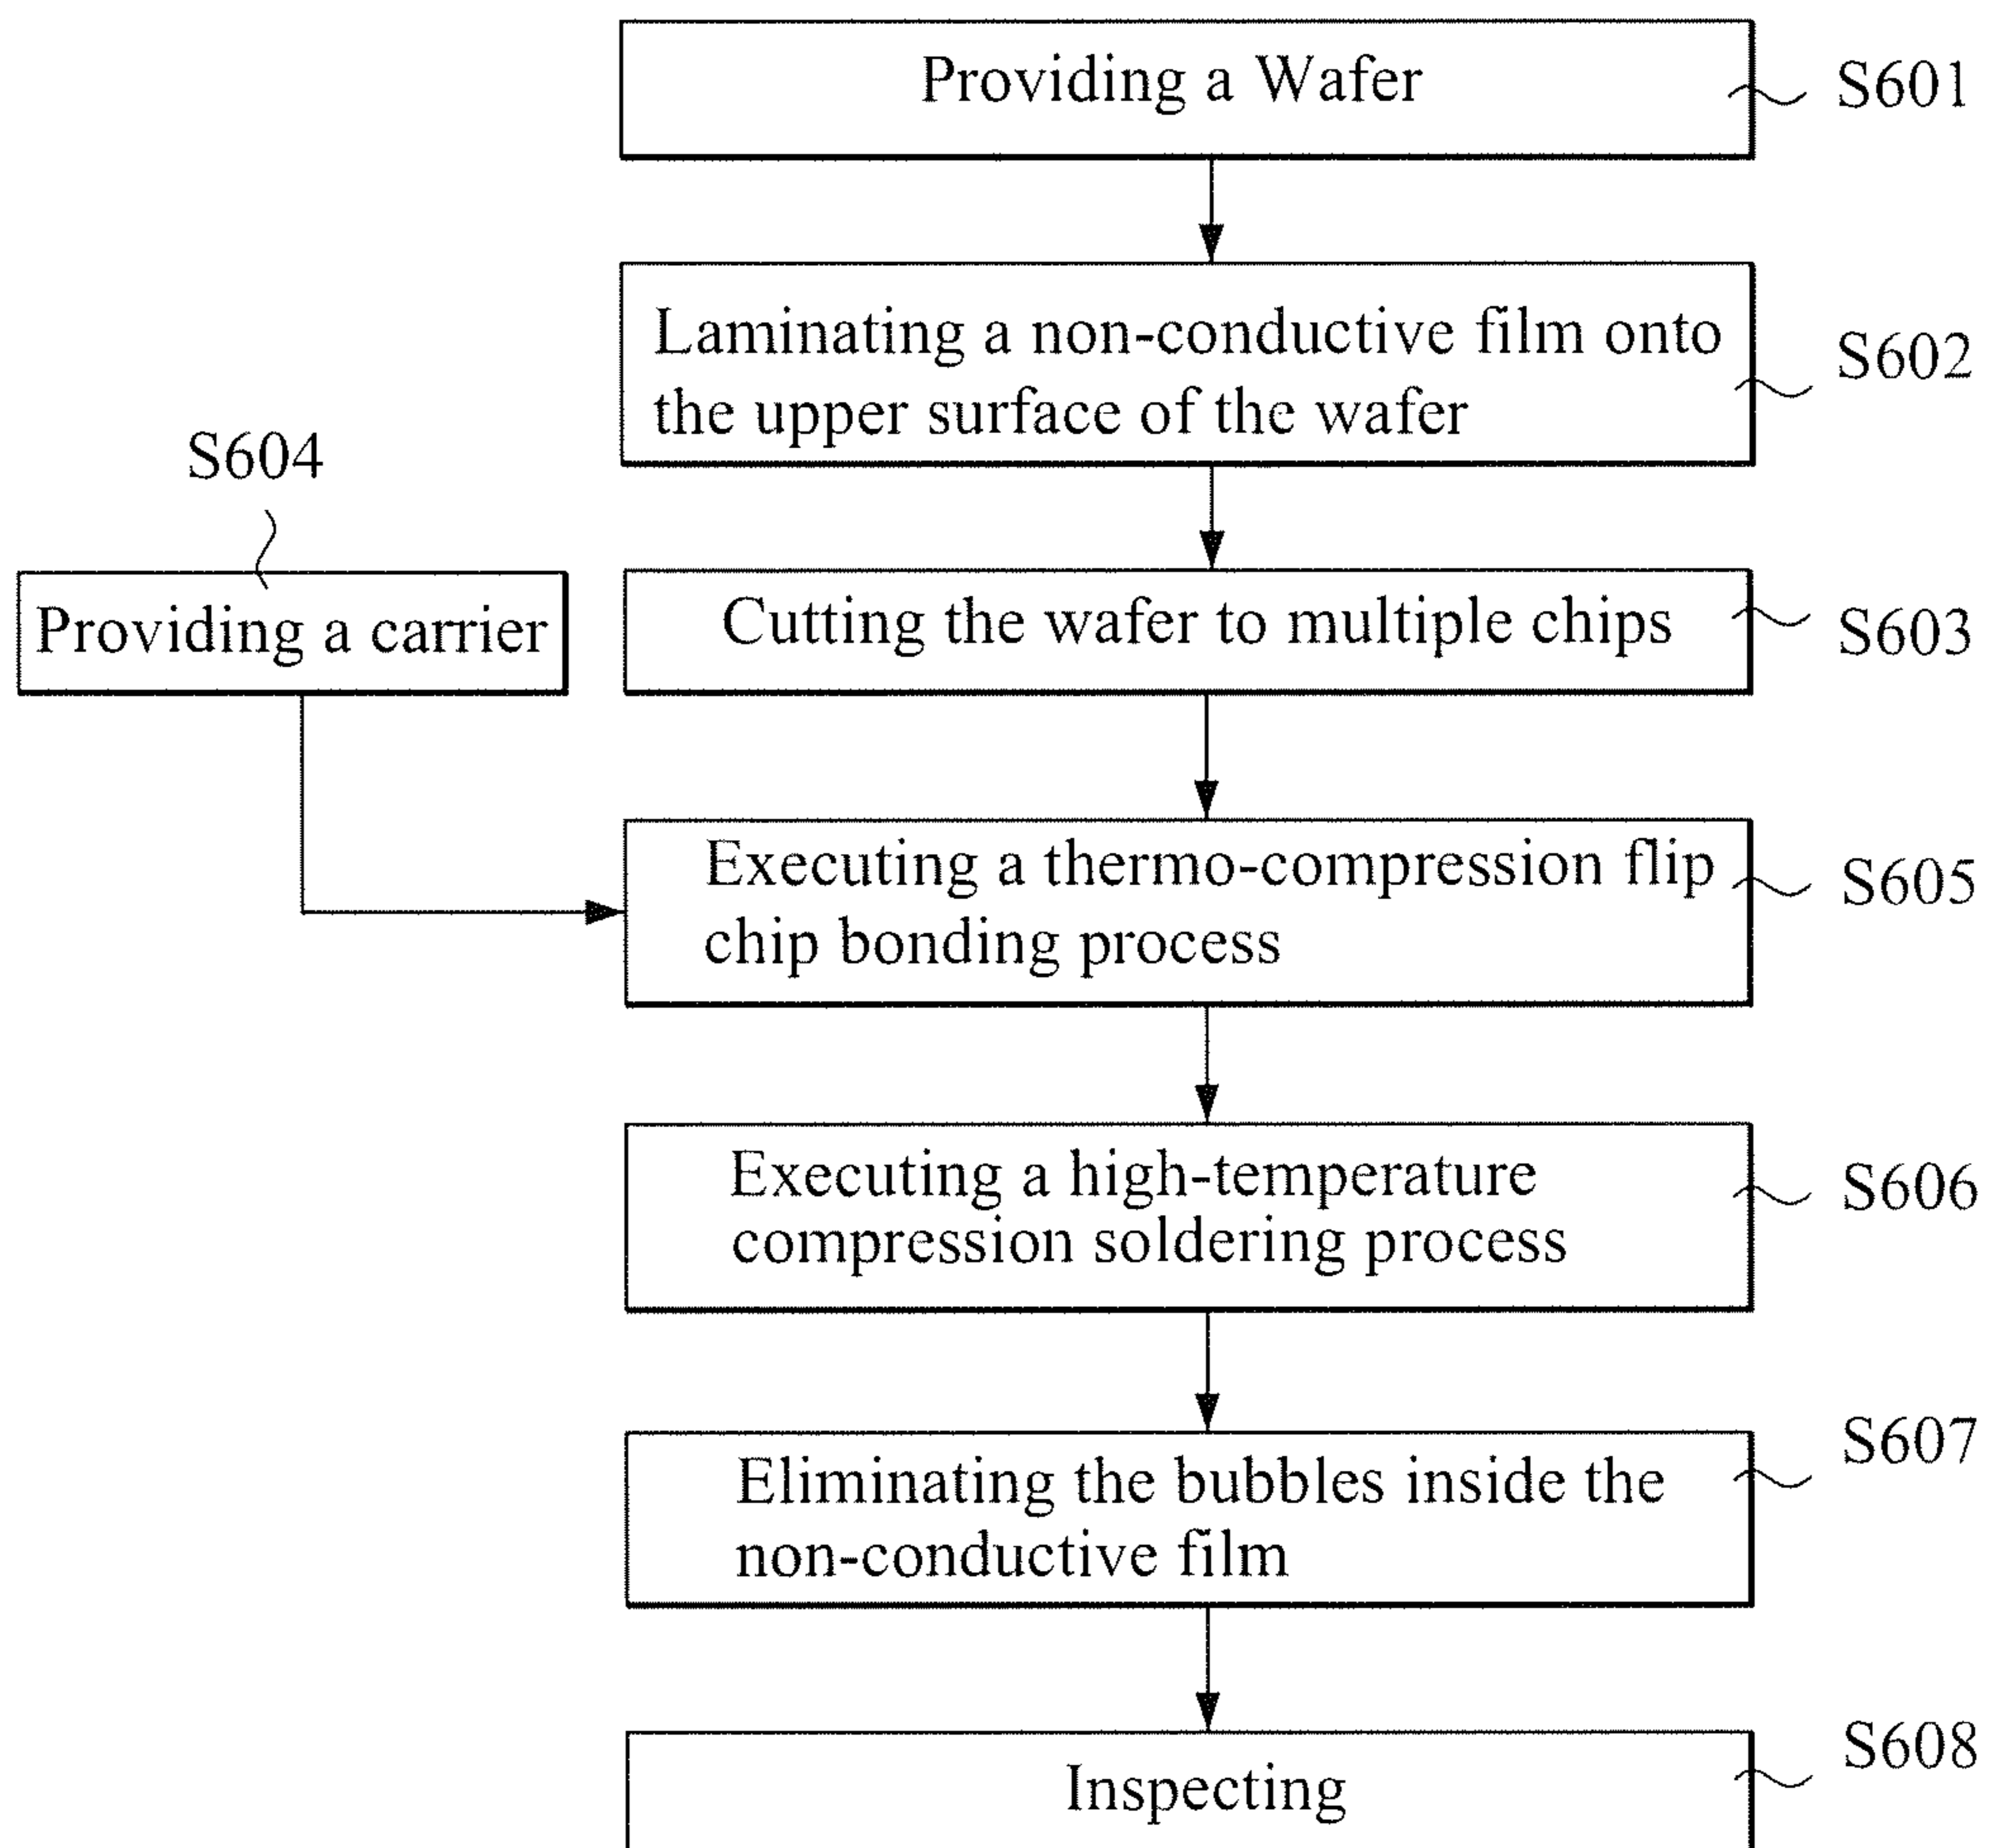 Providing a Wafer
S601
Laminating a non-conductive film onto
the upper surface of the wafer
S602
S604
Providing a carrier
Cutting the wafer to multiple chips
S603
Executing a thermo-compression flip
chip bonding process
S605
Executing a high-temperature
compression soldering process
S606
Eliminating the bubbles inside the
non-conductive film
S607
Inspecting
S608